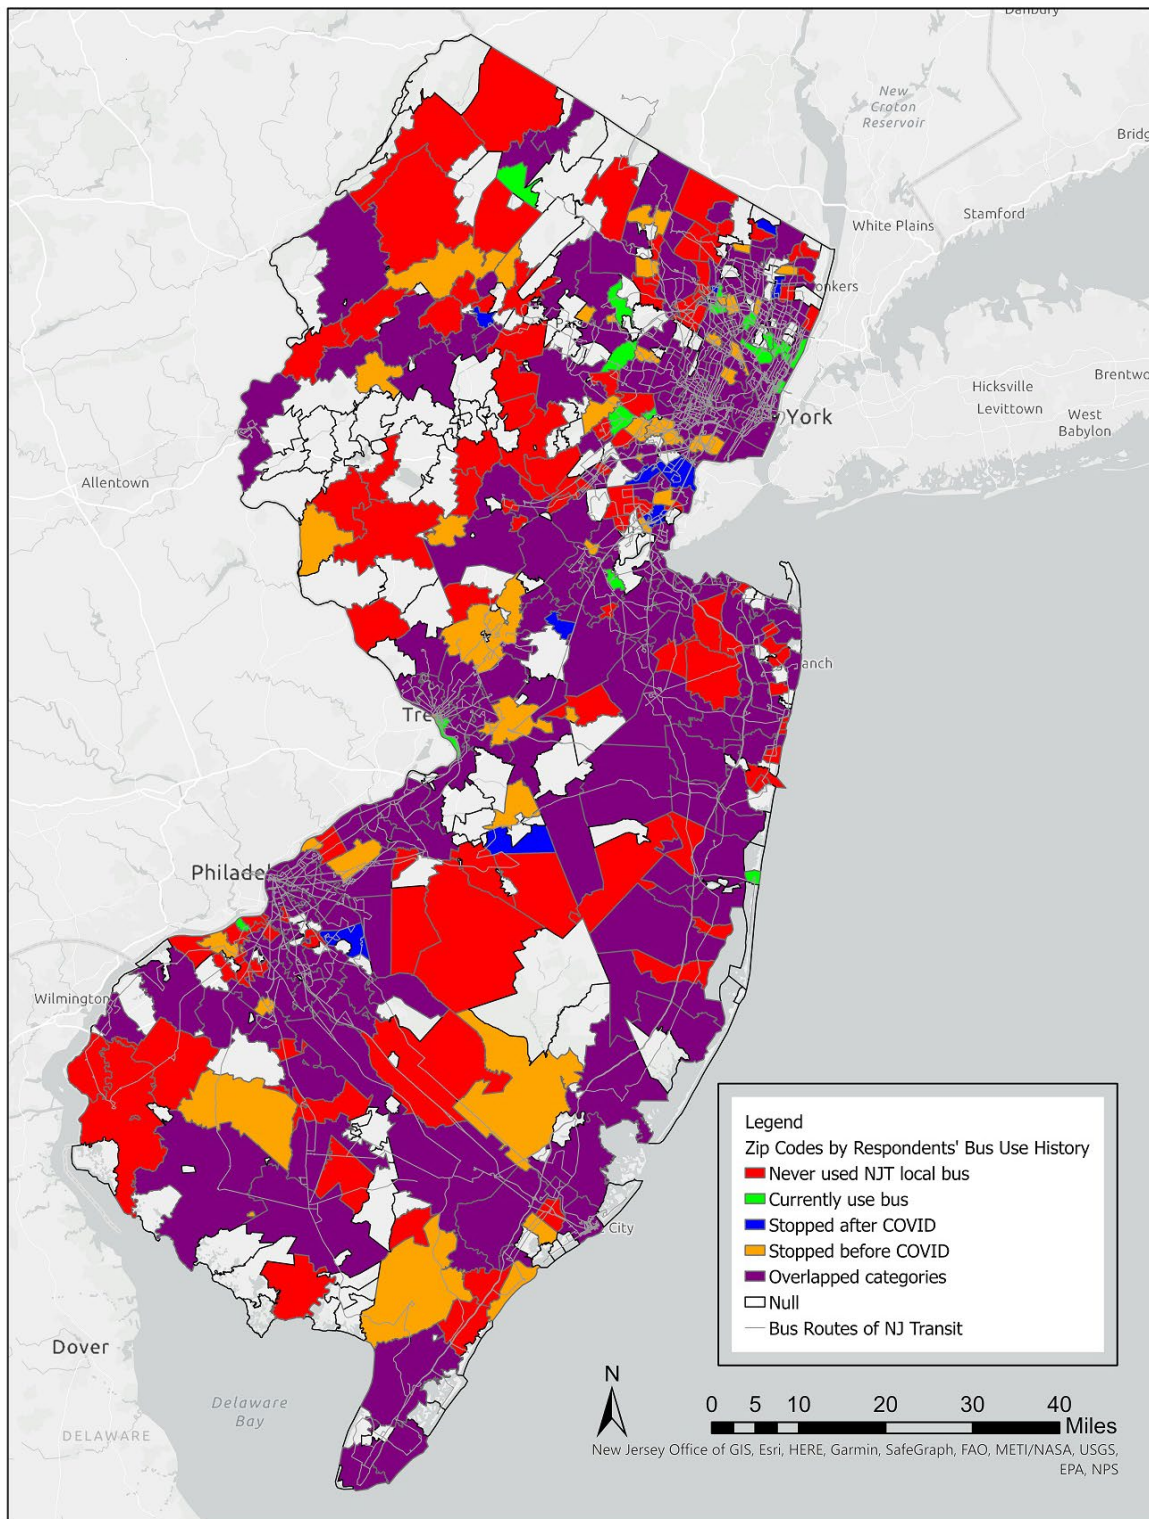 Danbury
New
Croton
Reservoir
Bridg
Stamford
White Plains
onkers
Par
Hicksville
Brentwo
Levittown
York
West
Babylon
Allentown
anch
Tre
Philadel
Wilmington
Legend
Zip Codes by Respondents' Bus Use History
Never used NJT local bus
Currently use bus
Stopped after COVID
Stopped before COVID
Overlapped categories
Null
Bus Routes of NJ Transit
City
Dover
Delaware
Bay
DELAWARE
N
0 5 10 20 30 40
Miles
New Jersey Office of GIS, Esri, HERE, Garmin, SafeGraph, FAO, METI/NASA, USGS,
EPA, NPS